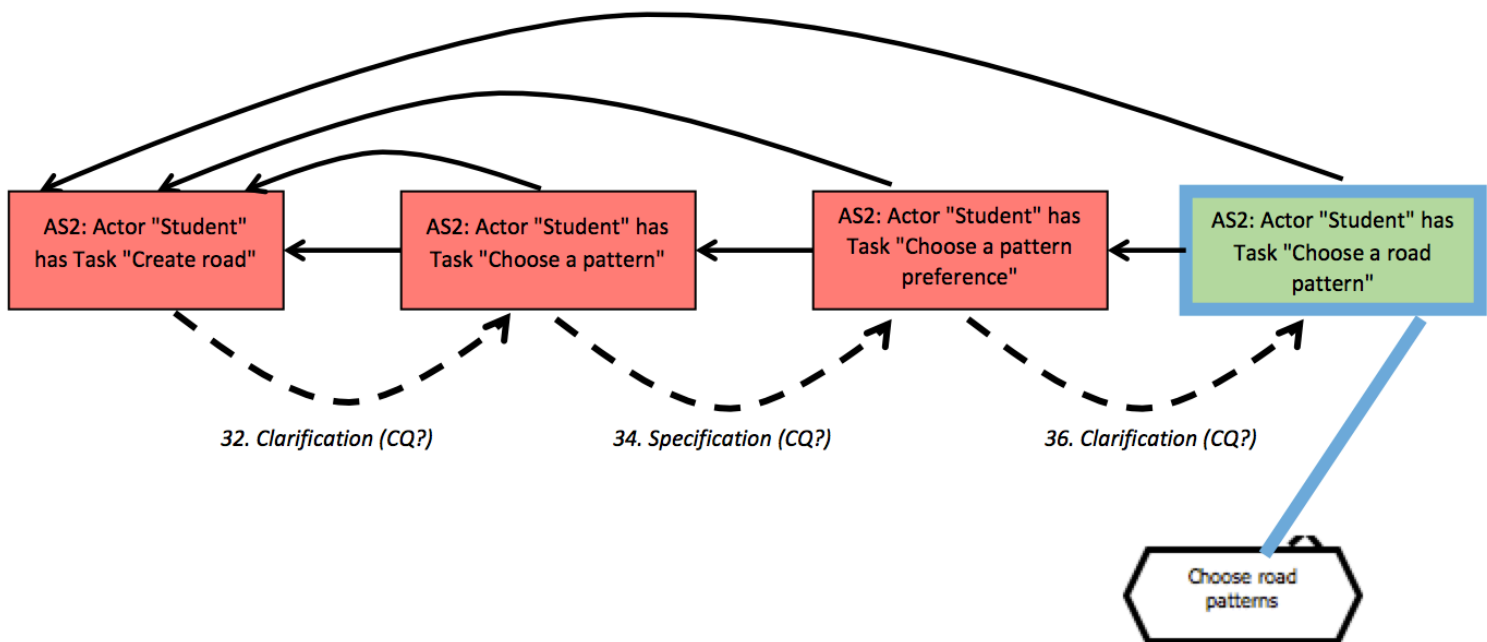 AS2: Actor "Student"
has Task "Create road"
AS2: Actor "Student" has
Task "Choose a pattern"
AS2: Actor "Student" has
Task "Choose a pattern
preference"
AS2: Actor "Student" has
Task "Choose a road
pattern"
32. Clarification (CQ?)
34. Specification (CQ?)
36. Clarification (CQ?)
Choose road
patterns